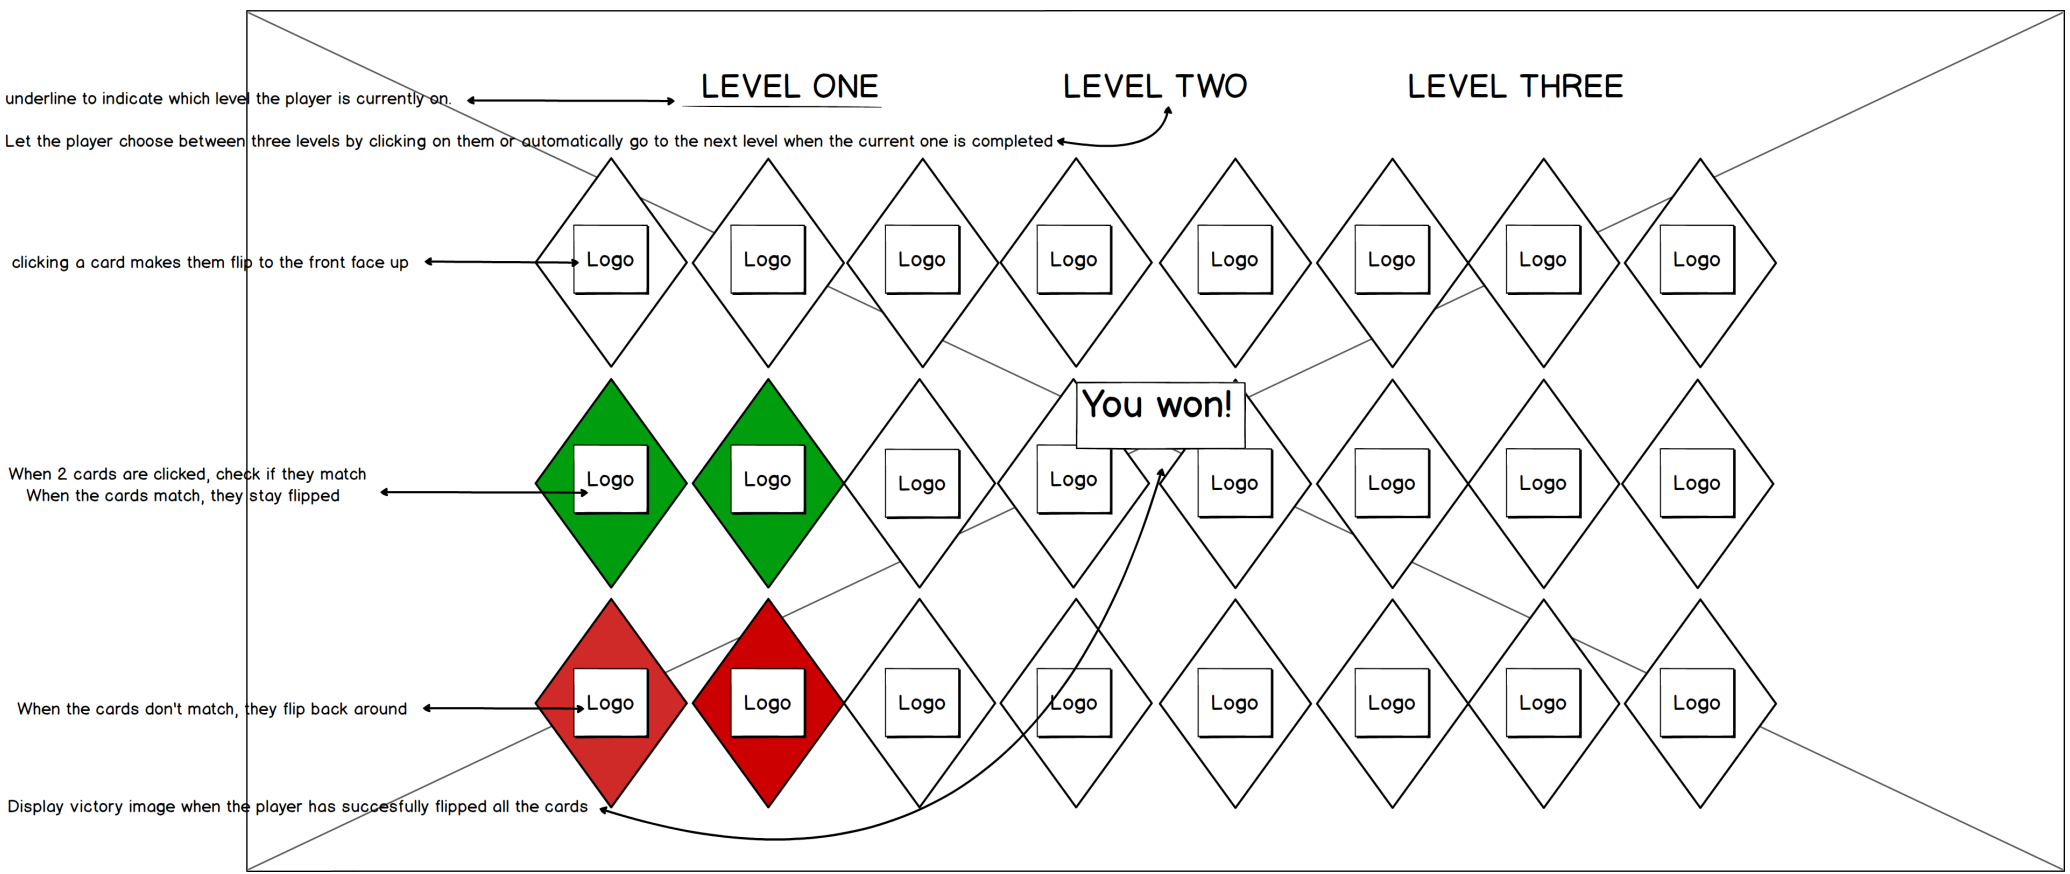 LEVEL ONE LEVEL TWO LEVEL THREE
underline to indicate which level the player is currently on.
Let the player choose between three levels by clicking on them or automatically go to the next level when the current one is completed
Logo Logo Logo Logo Logo Logo Logo Logo
clicking a card makes them flip to the front face up
You won!
When 2 cards are clicked, check if they match
When the cards match, they stay flipped
Logo Logo Logo Logo Logo Logo Logo Logo
When the cards don't match, they flip back around
Logo Logo Logo Logo Logo Logo Logo Logo
Display victory image when the player has succesfully flipped all the cards